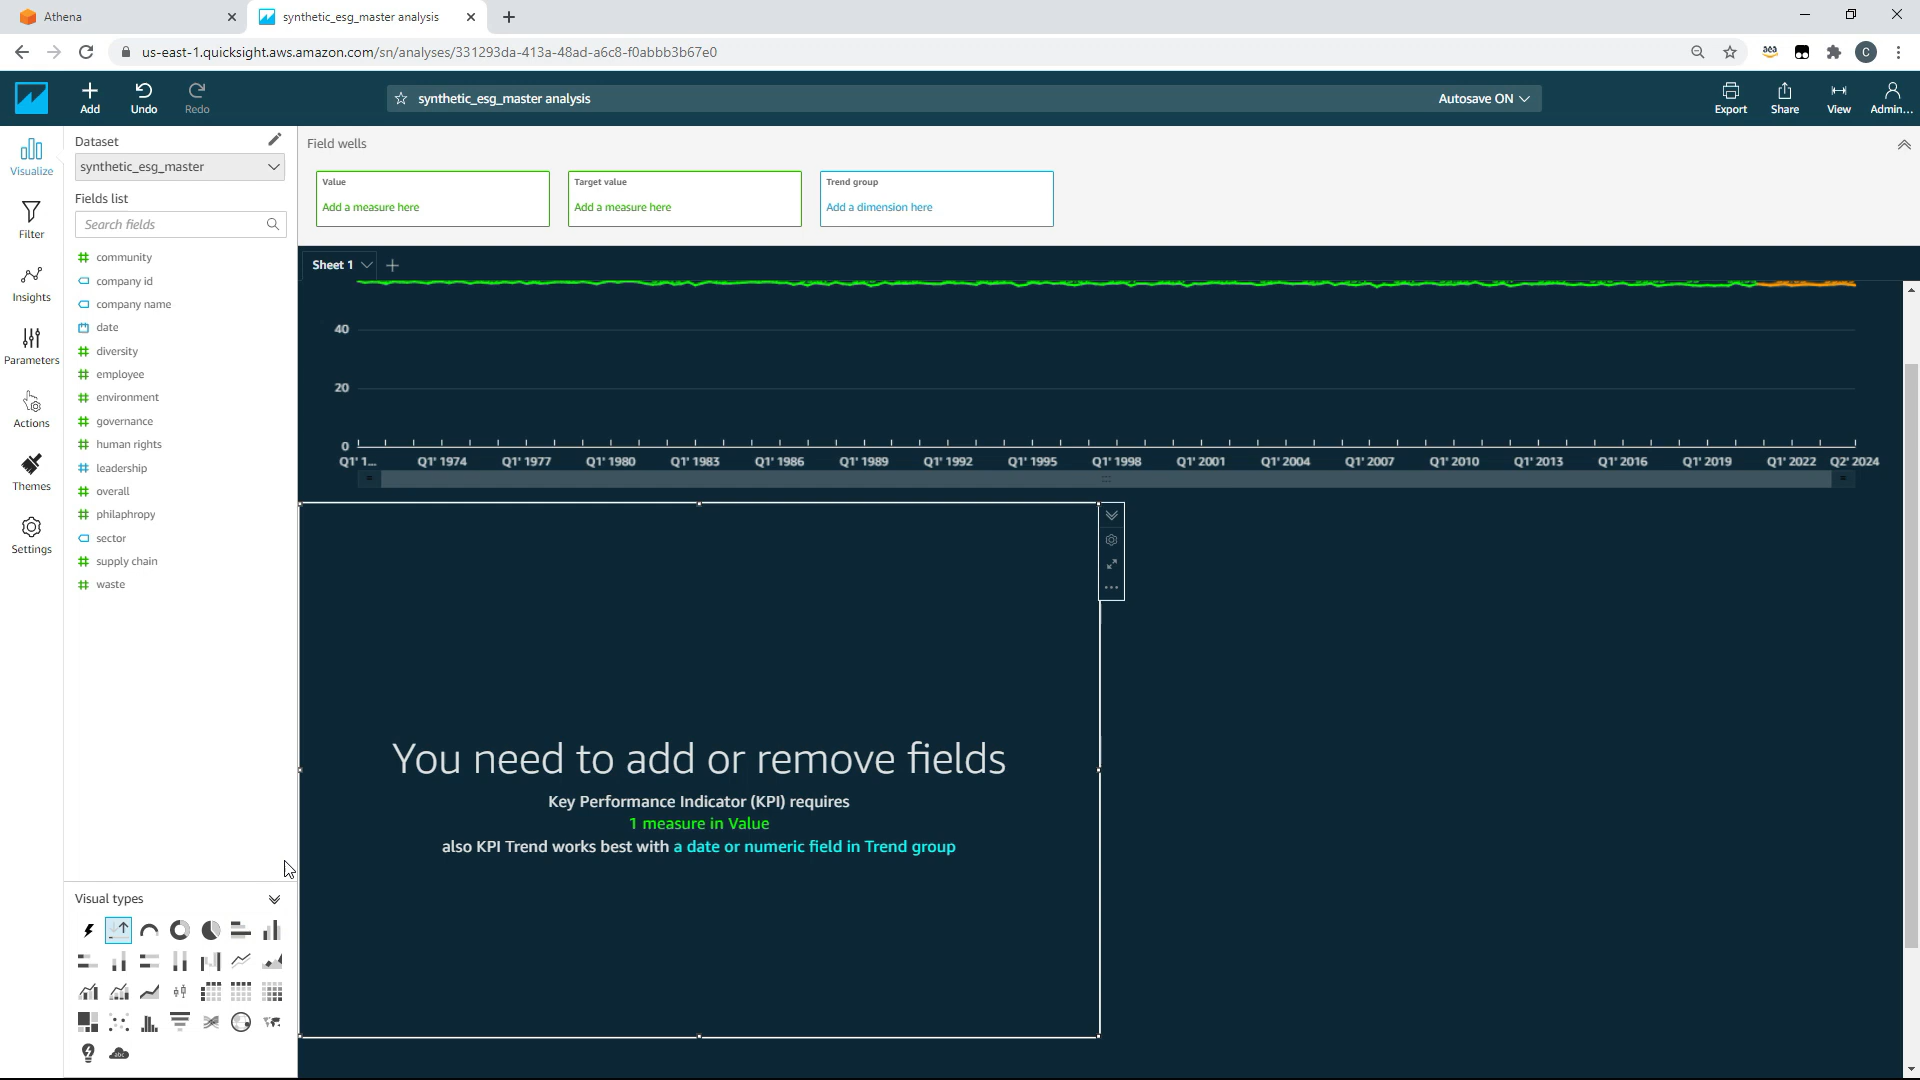 Athena
synthetic_esg_master analysis
us-east-1.quicksight.aws.amazon.com/sn/analyses/331293da-413a-48ad-a6c8-f0abbb3b67e0
C
Add
Undo
Redo
synthetic_esg_master analysis
Autosave ON
Export
Share
View
Admin...
Visualize
Filter
Insights
Parameters
Actions
Themes
Settings
Dataset
synthetic_esg_master
Fields list
Search fields
community
company id
company name
date
diversity
employee
environment
governance
human rights
leadership
overall
philaphropy
sector
supply chain
waste
Visual types
abc
Field wells
Value
Add a measure here
Target value
Add a measure here
Trend group
Add a dimension here
Sheet 1
40
20
0
Q1' 1... Q1' 1974 Q1' 1977 Q1' 1980 Q1' 1983 Q1' 1986 Q1' 1989 Q1' 1992 Q1' 1995 Q1' 1998 Q1' 2001 Q1' 2004 Q1' 2007 Q1' 2010 Q1' 2013 Q1' 2016 Q1' 2019 Q1' 2022 Q2' 2024
You need to add or remove fields
Key Performance Indicator (KPI) requires
1 measure in Value
also KPI Trend works best with a date or numeric field in Trend group